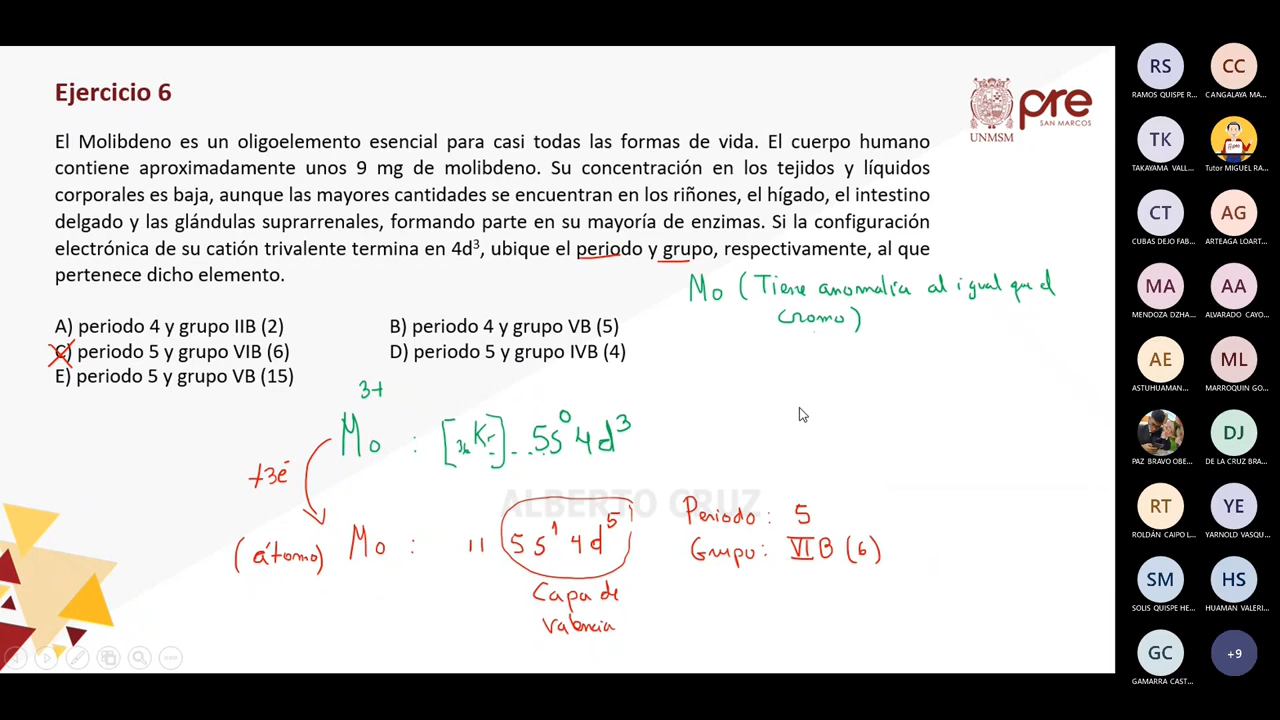 Ejercicio 6
UNMSM
pre
SAN MARCOS
El Molibdeno es un oligoelemento esencial para casi todas las formas de vida. El cuerpo humano
contiene aproximadamente unos 9 mg de molibdeno. Su concentración en los tejidos y líquidos
corporales es baja, aunque las mayores cantidades se encuentran en los riñones, el hígado, el intestino
delgado y las glándulas suprarrenales, formando parte en su mayoría de enzimas. Si la configuración
electrónica de su catión trivalente termina en 4d³, ubique el periodo y grupo, respectivamente, al que
pertenece dicho elemento.
Mo (Tiene anomalía al igual que el
cromo)
A) periodo 4 y grupo IIB (2)
B) periodo 4 y grupo VB (5)
C) periodo 5 y grupo VIB (6)
D) periodo 5 y grupo IVB (4)
E) periodo 5 y grupo VB (15)
Mo³⁺ : [₃₆Kr]...5s⁰4d³
+3e⁻
ALBERTO CRUZ
(átomo) Mo : 11 5s¹4d⁵
Capa de
valencia
Periodo: 5
Grupo: VIB (6)
RS
RAMOS QUISPE R...
CC
CANGALAYA MA...
TK
TAKAYAMA VALL...
Tutor MIGUEL RA...
CT
CUBAS DEJO FAB...
AG
ARTEAGA LOART...
MA
MENDOZA DZHA...
AA
ALVARADO CAYO...
AE
ASTUHUAMAN...
ML
MARROQUIN GO...
PAZ BRAVO OBE...
DJ
DE LA CRUZ BRA...
RT
ROLDÁN CAIPO L...
YE
YARNOLD VASQU...
SM
SOLIS QUISPE HE...
HS
HUAMAN VALERI...
GC
GAMARRA CAST...
+9